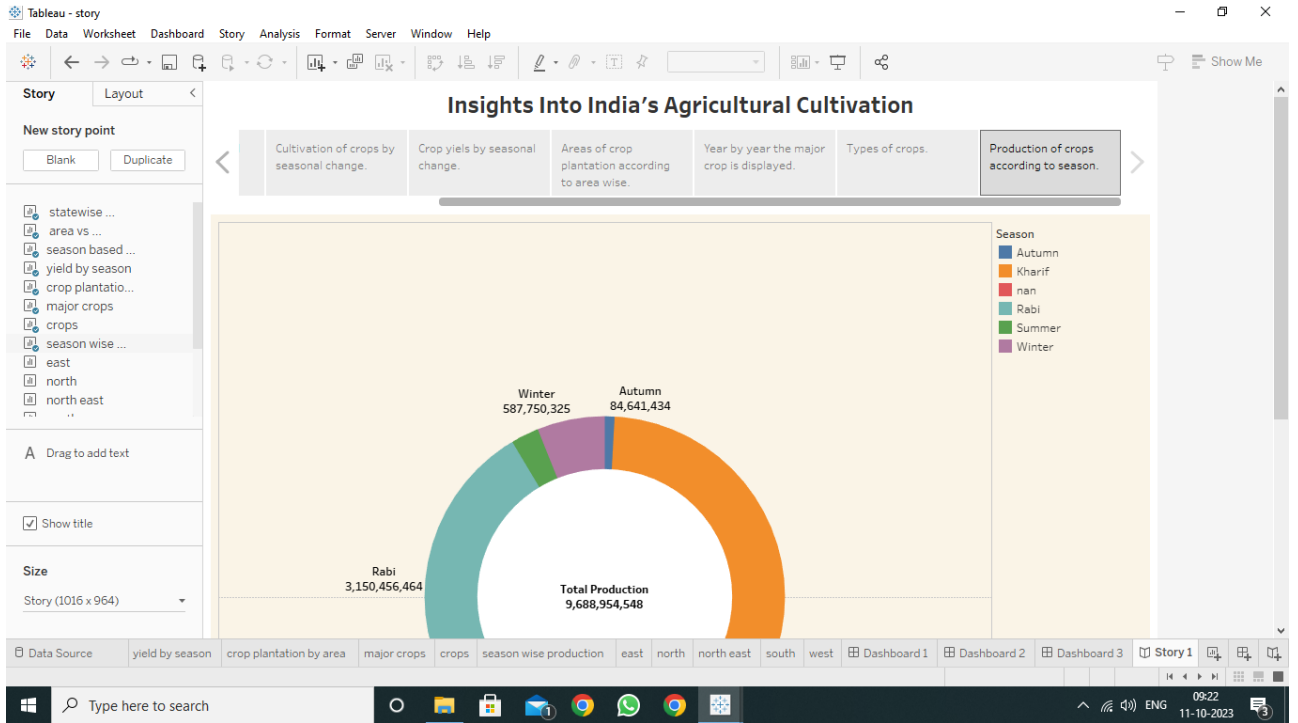 Tableau - story
File Data Worksheet Dashboard Story Analysis Format Server Window Help
Show Me
Story Layout
New story point
Blank Duplicate
statewise ...
area vs ...
season based ...
yield by season
crop plantatio...
major crops
crops
season wise ...
east
north
north east
A Drag to add text
Show title
Size
Story (1016 x 964)
Insights Into India's Agricultural Cultivation
Cultivation of crops by
seasonal change.
Crop yiels by seasonal
change.
Areas of crop
plantation according
to area wise.
Year by year the major
crop is displayed.
Types of crops.
Production of crops
according to season.
Season
Autumn
Kharif
nan
Rabi
Summer
Winter
Winter
587,750,325
Autumn
84,641,434
Rabi
3,150,456,464
Total Production
9,688,954,548
Data Source yield by season crop plantation by area major crops crops season wise production east north north east south west Dashboard 1 Dashboard 2 Dashboard 3 Story 1
Type here to search
1
ENG
09:22
11-10-2023
3